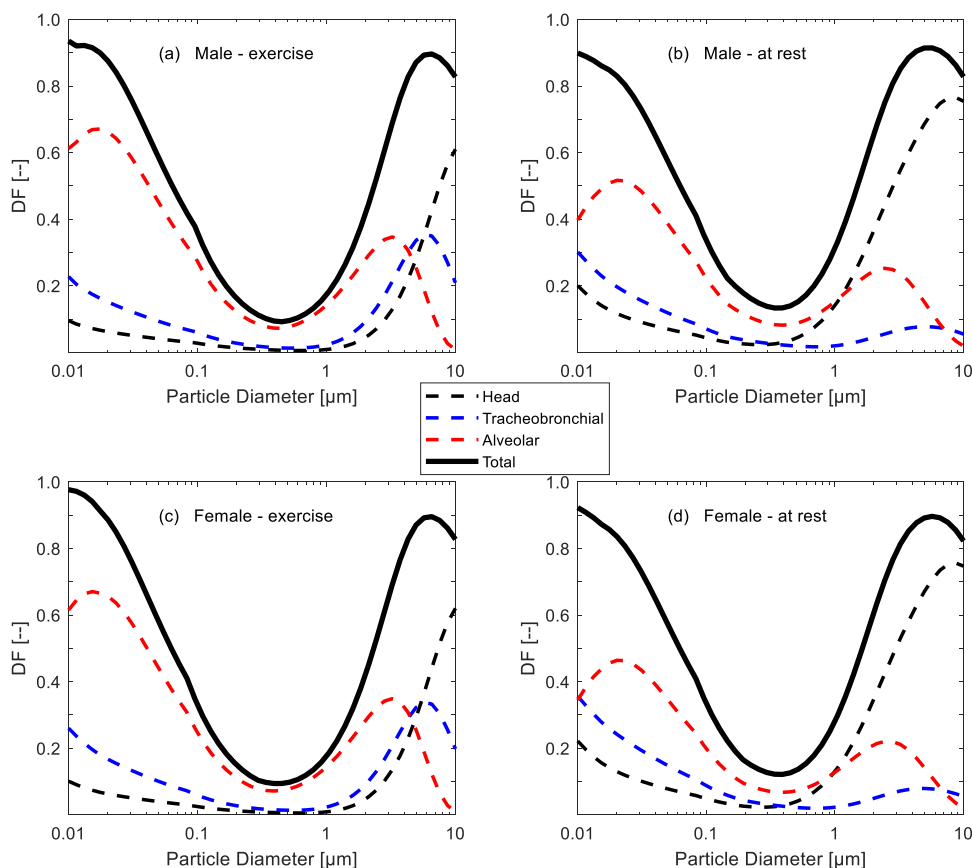 (a) Male - exercise
1.0
0.8
0.6
0.4
0.2
DF [--]
0.01 0.1 1 10
Particle Diameter [µm]
(b) Male - at rest
1.0
0.8
0.6
0.4
0.2
DF [--]
0.01 0.1 1 10
Particle Diameter [µm]
Head
Tracheobronchial
Alveolar
Total
(c) Female - exercise
1.0
0.8
0.6
0.4
0.2
DF [--]
0.01 0.1 1 10
Particle Diameter [µm]
(d) Female - at rest
1.0
0.8
0.6
0.4
0.2
DF [--]
0.01 0.1 1 10
Particle Diameter [µm]